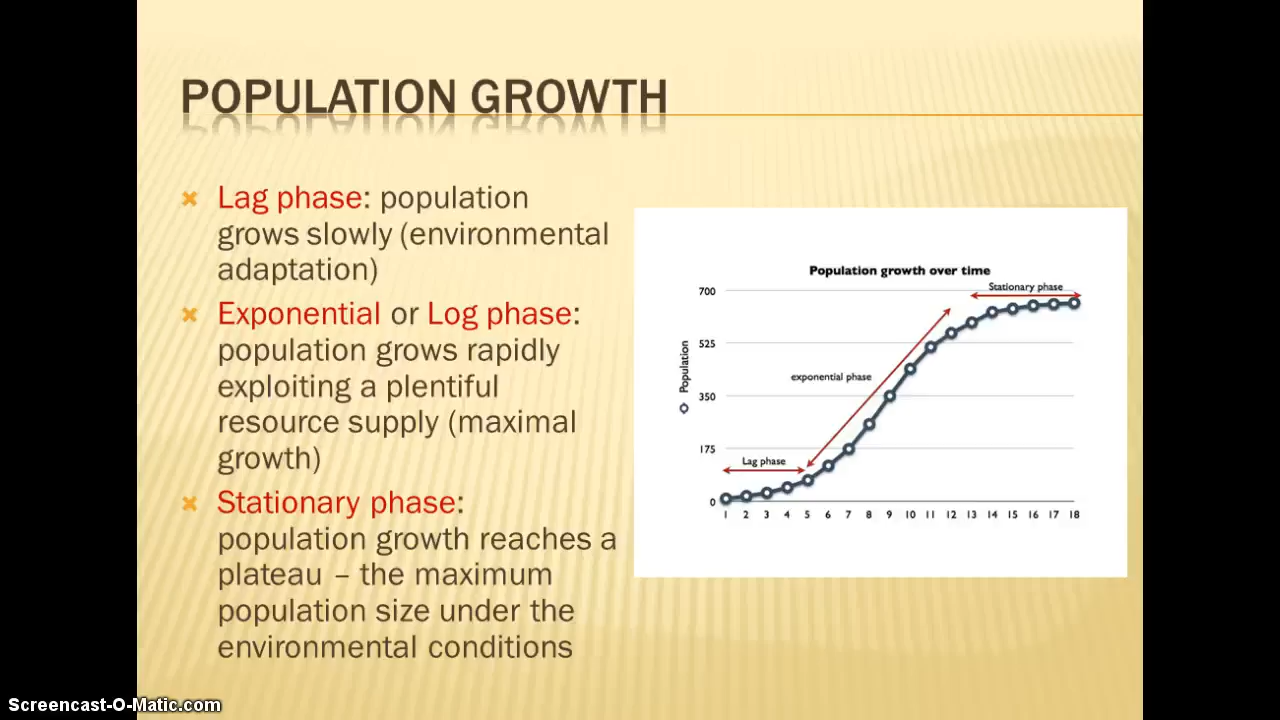 POPULATION GROWTH
Lag phase: population
grows slowly (environmental
adaptation)
Exponential or Log phase:
population grows rapidly
exploiting a plentiful
resource supply (maximal
growth)
Stationary phase:
population growth reaches a
plateau – the maximum
population size under the
environmental conditions
Population growth over time
Stationary phase
exponential phase
Lag phase
Population
700
525
350
175
0
1 2 3 4 5 6 7 8 9 10 11 12 13 14 15 16 17 18
Screencast-O-Matic.com